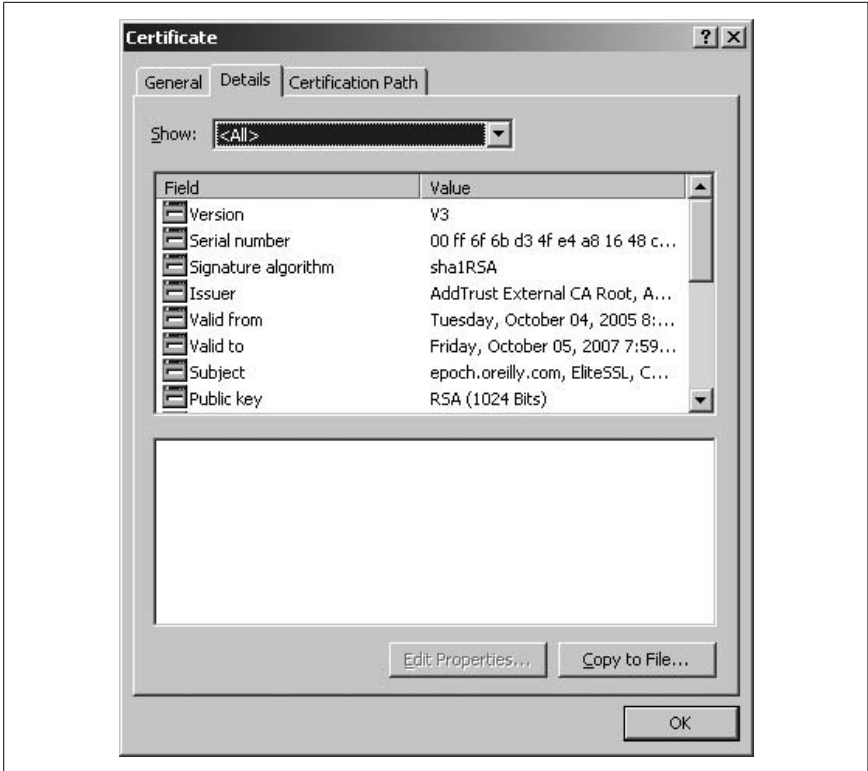 Certificate
General Details Certification Path
Show: <All>
Field Value
Version V3
Serial number 00 ff 6f 6b d3 4f e4 a8 16 48 c...
Signature algorithm sha1RSA
Issuer AddTrust External CA Root, A...
Valid from Tuesday, October 04, 2005 8:...
Valid to Friday, October 05, 2007 7:59...
Subject epoch.oreilly.com, EliteSSL, C...
Public key RSA (1024 Bits)
Edit Properties... Copy to File...
OK